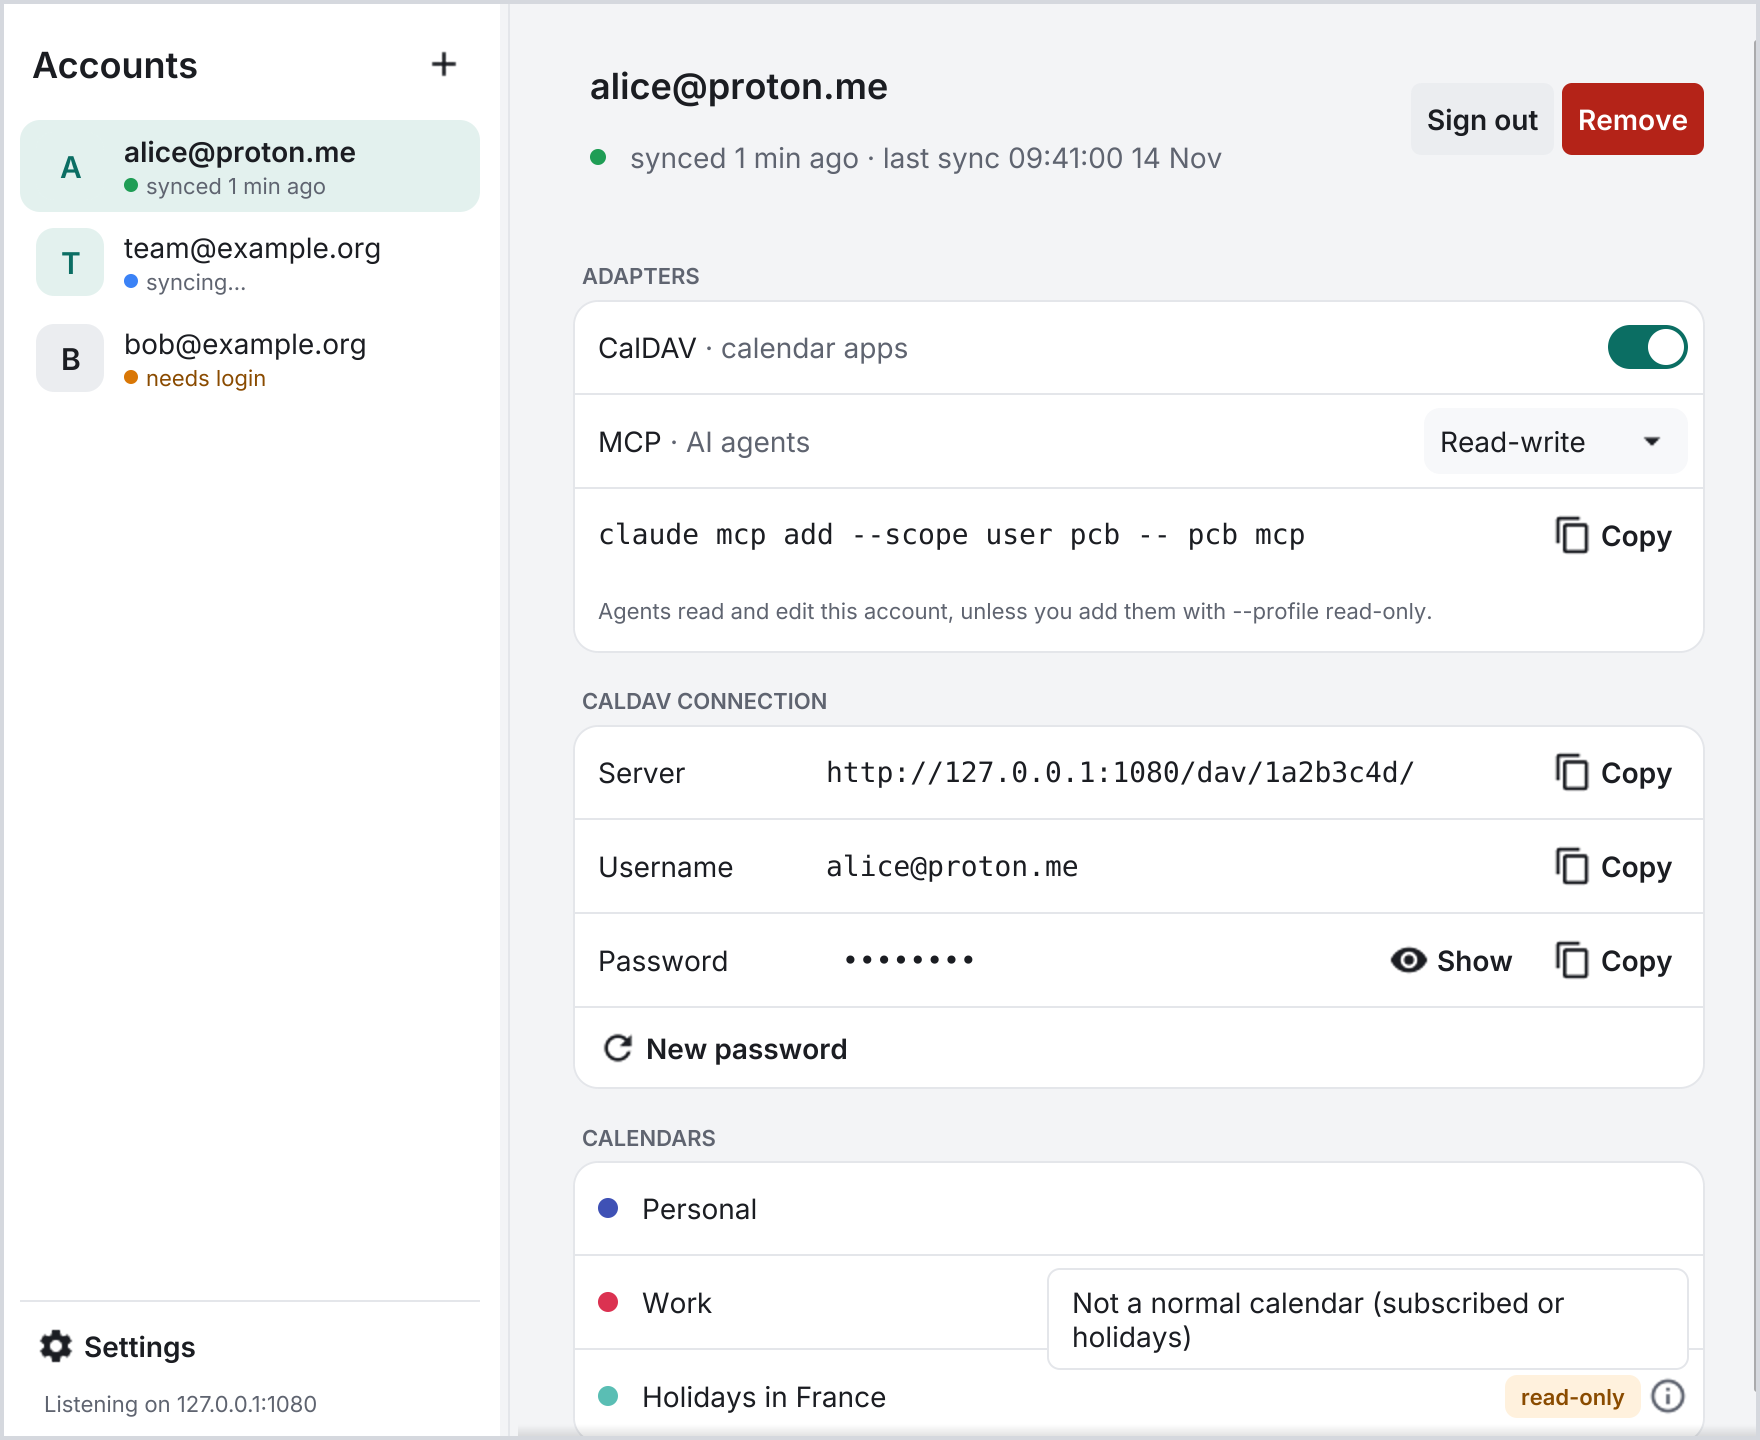 Accounts
A
alice@proton.me
synced 1 min ago
T
team@example.org
syncing...
B
bob@example.org
needs login
Settings
Listening on 127.0.0.1:1080
alice@proton.me
synced 1 min ago · last sync 09:41:00 14 Nov
Sign out
Remove
ADAPTERS
CalDAV · calendar apps
MCP · AI agents
Read-write
claude mcp add --scope user pcb -- pcb mcp
Copy
Agents read and edit this account, unless you add them with --profile read-only.
CALDAV CONNECTION
Server
http://127.0.0.1:1080/dav/1a2b3c4d/
Copy
Username
alice@proton.me
Copy
Password
••••••••
Show
Copy
New password
CALENDARS
Personal
Work
Not a normal calendar (subscribed or
holidays)
Holidays in France
read-only